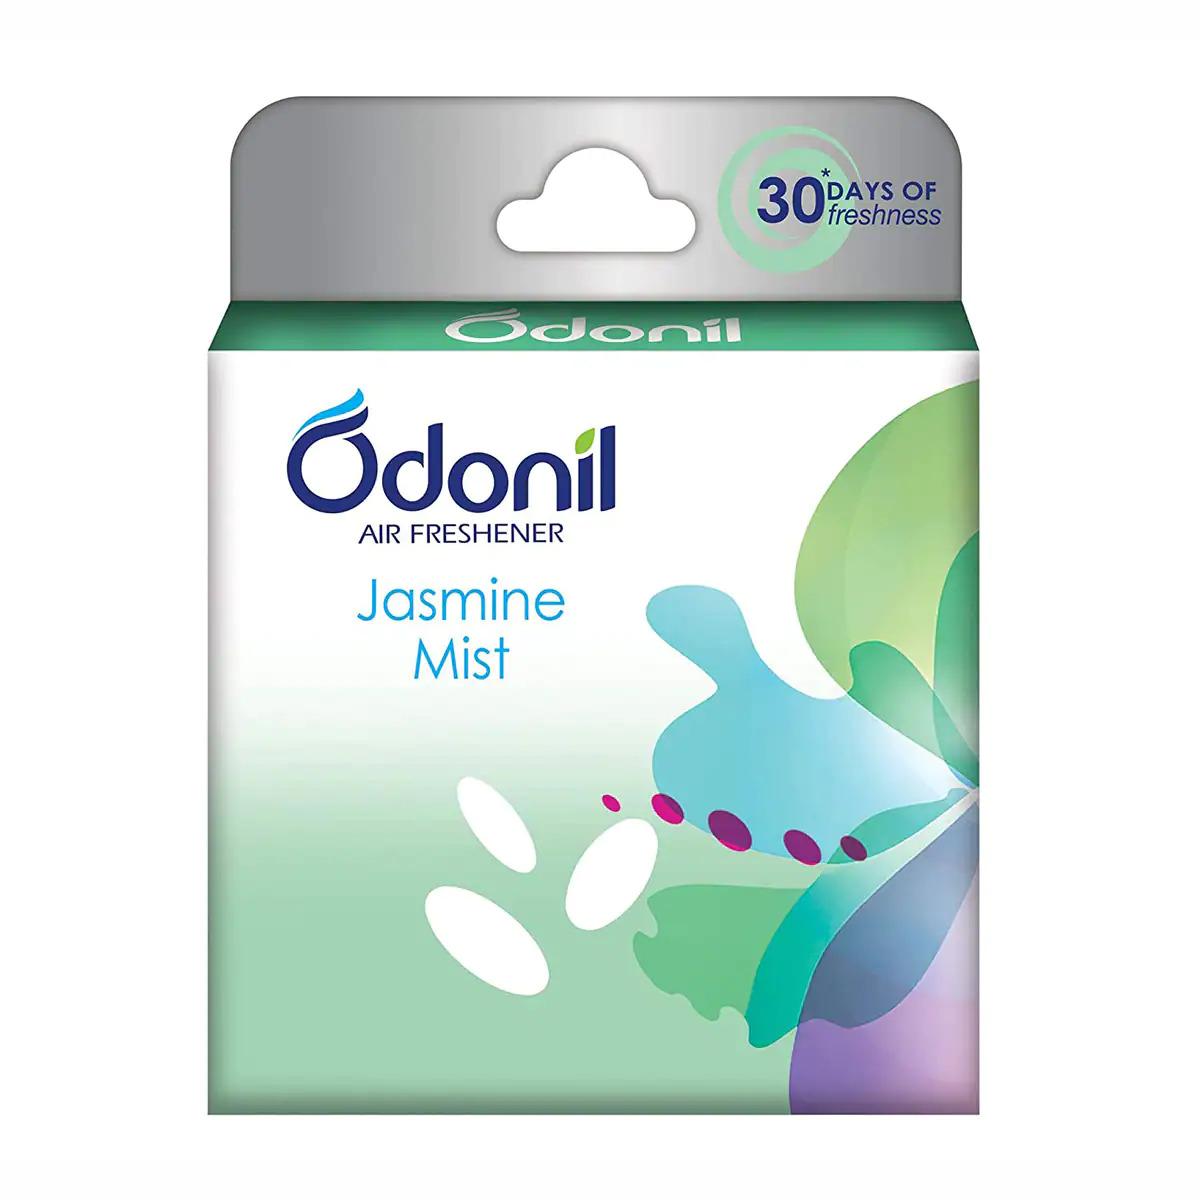 30* DAYS OF
freshness
Odonil
Odonil
AIR FRESHENER
Jasmine
Mist